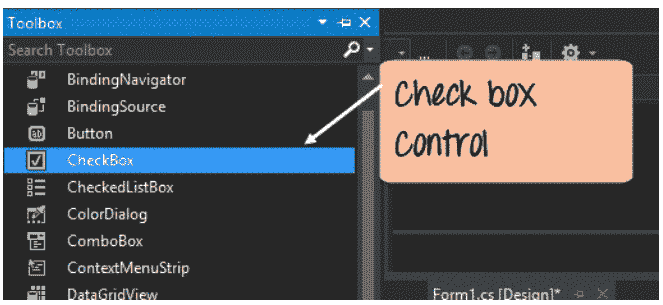 Toolbox
Search Toolbox
BindingNavigator
BindingSource
Button
CheckBox
CheckedListBox
ColorDialog
ComboBox
ContextMenuStrip
DataGridView
Check box
Control
Form1.cs [Design]*